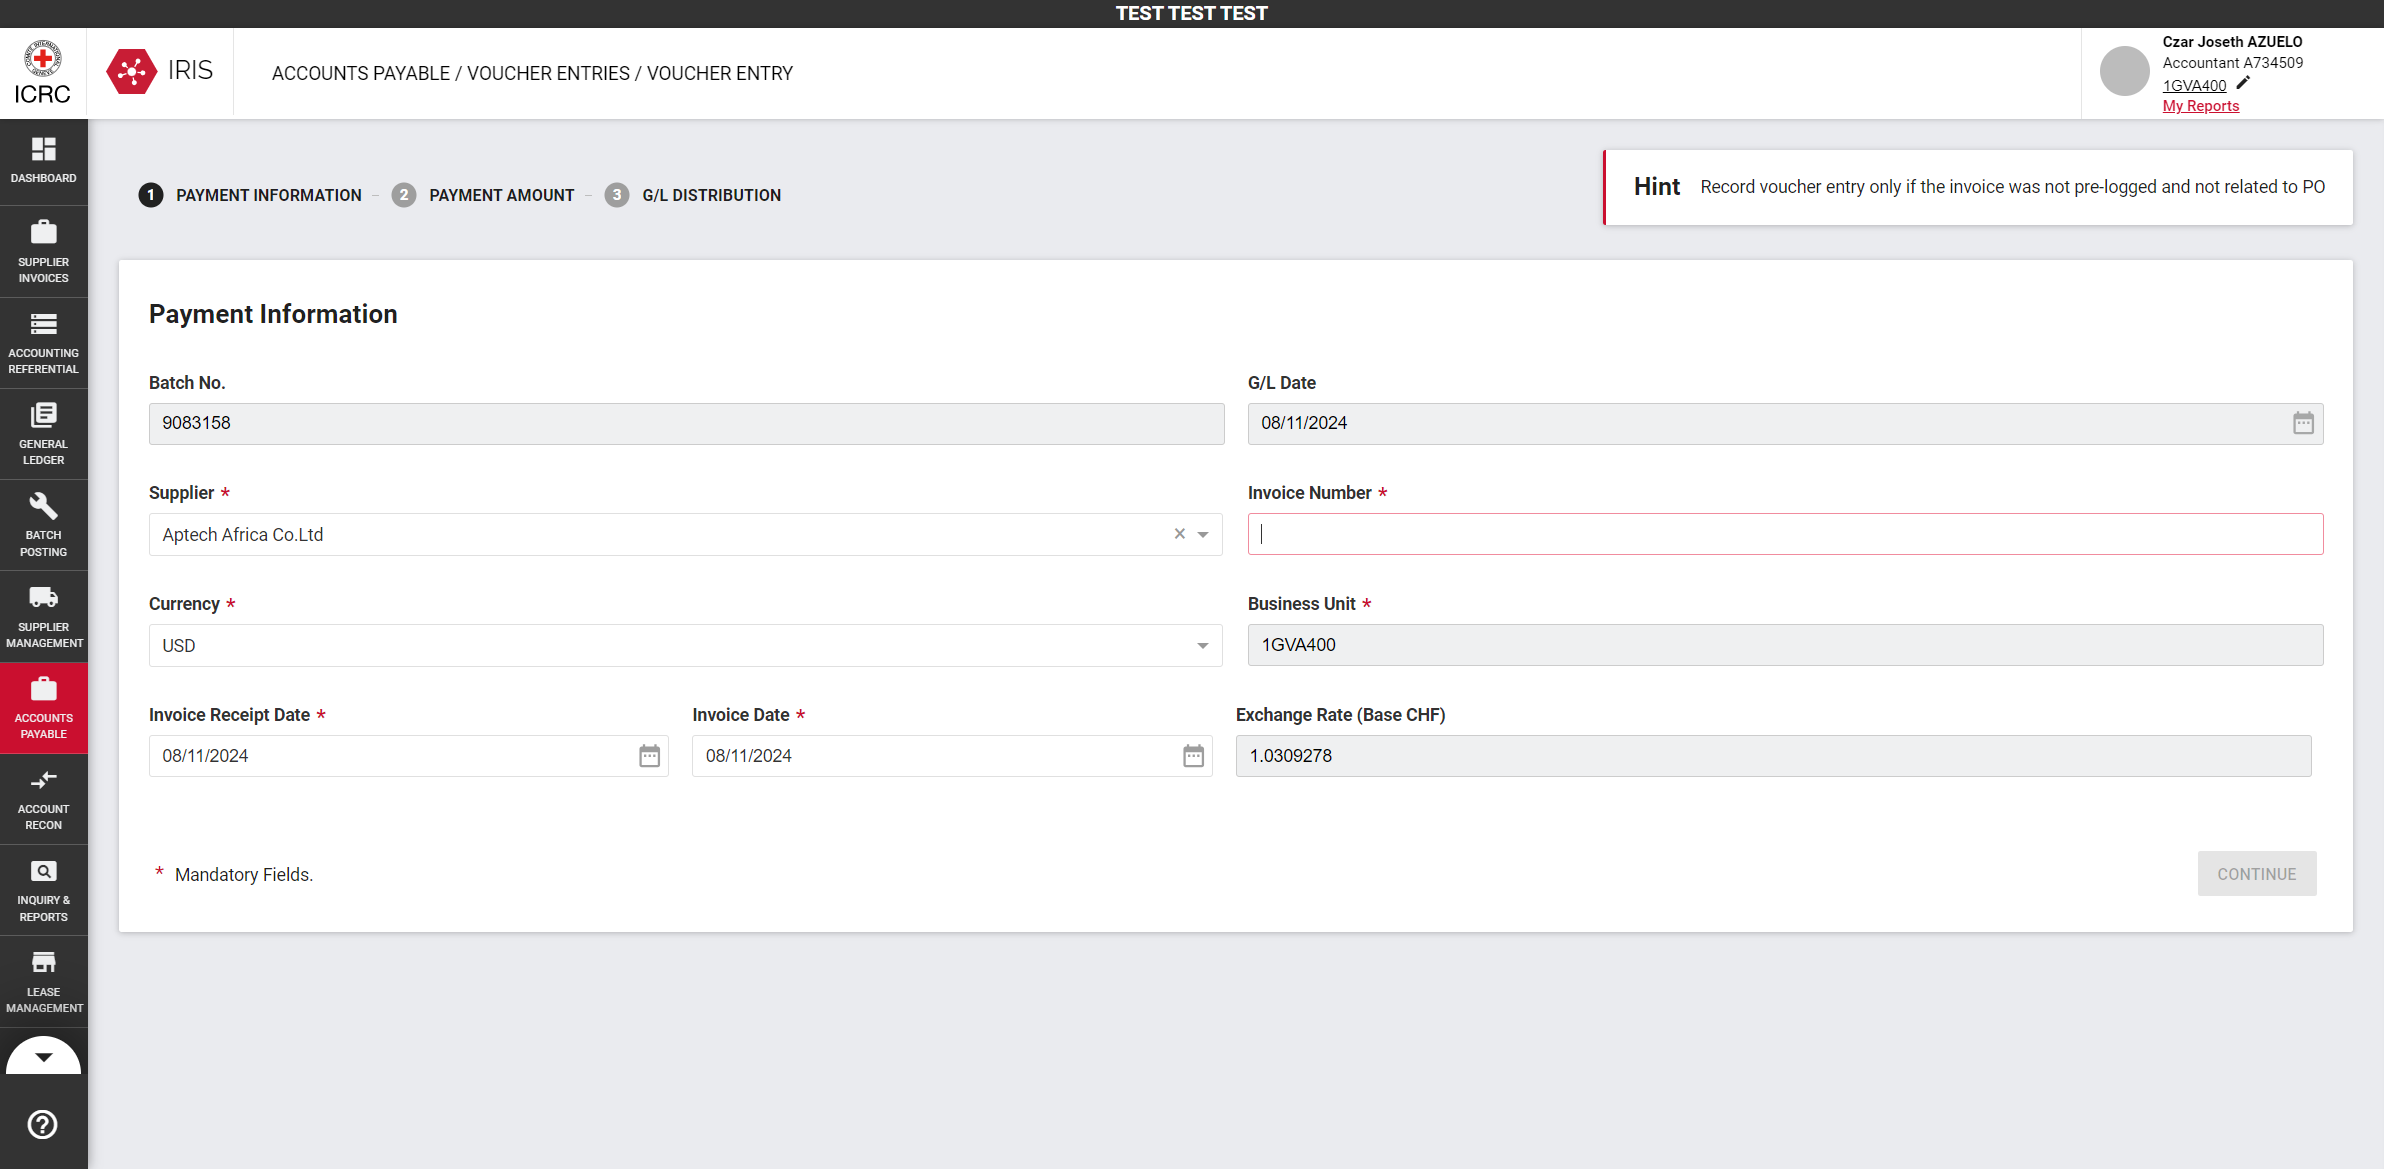 TEST TEST TEST
ICRC
IRIS
ACCOUNTS PAYABLE / VOUCHER ENTRIES / VOUCHER ENTRY
Czar Joseth AZUELO
Accountant A734509
1GVA400
My Reports
DASHBOARD
SUPPLIER
INVOICES
ACCOUNTING
REFERENTIAL
GENERAL
LEDGER
BATCH
POSTING
SUPPLIER
MANAGEMENT
ACCOUNTS
PAYABLE
ACCOUNT
RECON
INQUIRY &
REPORTS
LEASE
MANAGEMENT
1 PAYMENT INFORMATION – 2 PAYMENT AMOUNT – 3 G/L DISTRIBUTION
Hint Record voucher entry only if the invoice was not pre-logged and not related to PO
Payment Information
Batch No.
9083158
G/L Date
08/11/2024
Supplier *
Aptech Africa Co.Ltd
Invoice Number *
Currency *
USD
Business Unit *
1GVA400
Invoice Receipt Date *
08/11/2024
Invoice Date *
08/11/2024
Exchange Rate (Base CHF)
1.0309278
* Mandatory Fields.
CONTINUE